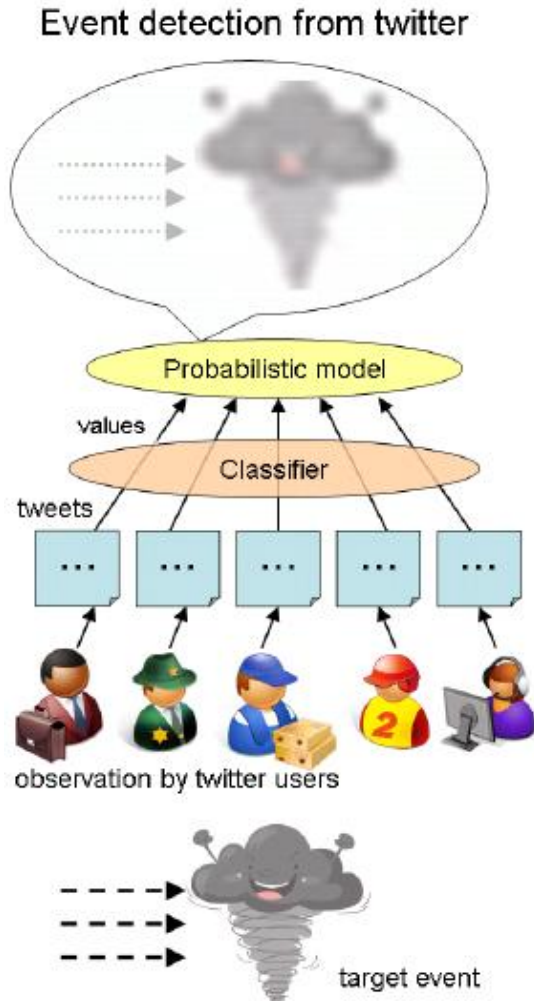 Event detection from twitter
Probabilistic model
values
Classifier
tweets
... ... ... ... ...
2
observation by twitter users
target event